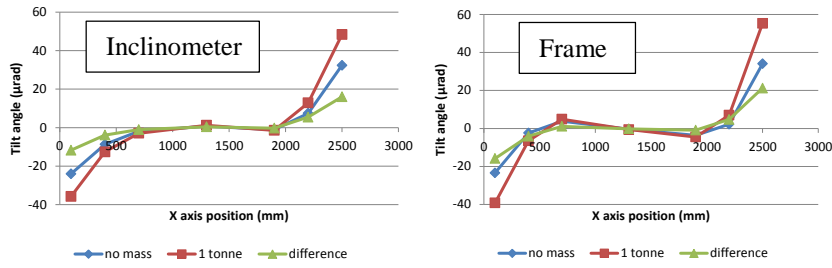 Inclinometer
Tilt angle (µrad)
60
40
20
0
-20
-40
0 500 1000 1500 2000 2500 3000
X axis position (mm)
no mass 1 tonne difference
Frame
Tilt angle (µrad)
60
40
20
0
-20
-40
0 500 1000 1500 2000 2500 3000
X axis position (mm)
no mass 1 tonne difference